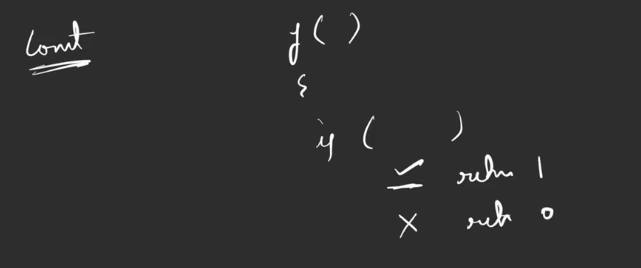 Count
f( )
{
if ( )
✓ return 1
× return 0